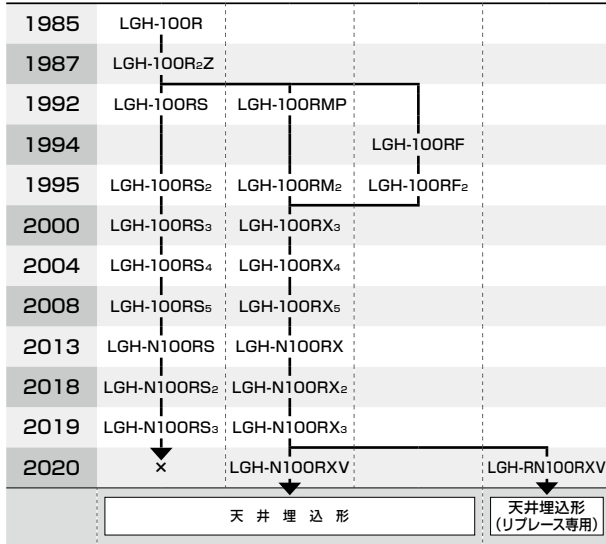 1985 LGH-100R
1987 LGH-100R₂Z
1992 LGH-100RS LGH-100RMP
1994 LGH-100RF
1995 LGH-100RS₂ LGH-100RM₂ LGH-100RF₂
2000 LGH-100RS₃ LGH-100RX₃
2004 LGH-100RS₄ LGH-100RX₄
2008 LGH-100RS₅ LGH-100RX₅
2013 LGH-N100RS LGH-N100RX
2018 LGH-N100RS₂ LGH-N100RX₂
2019 LGH-N100RS₃ LGH-N100RX₃
2020 × LGH-N100RXV LGH-RN100RXV
天井埋込形 天井埋込形
（リプレース専用）